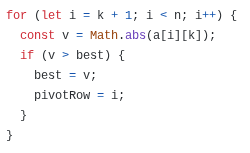 for (let i = k + 1; i < n; i++) {
  const v = Math.abs(a[i][k]);
  if (v > best) {
    best = v;
    pivotRow = i;
  }
}